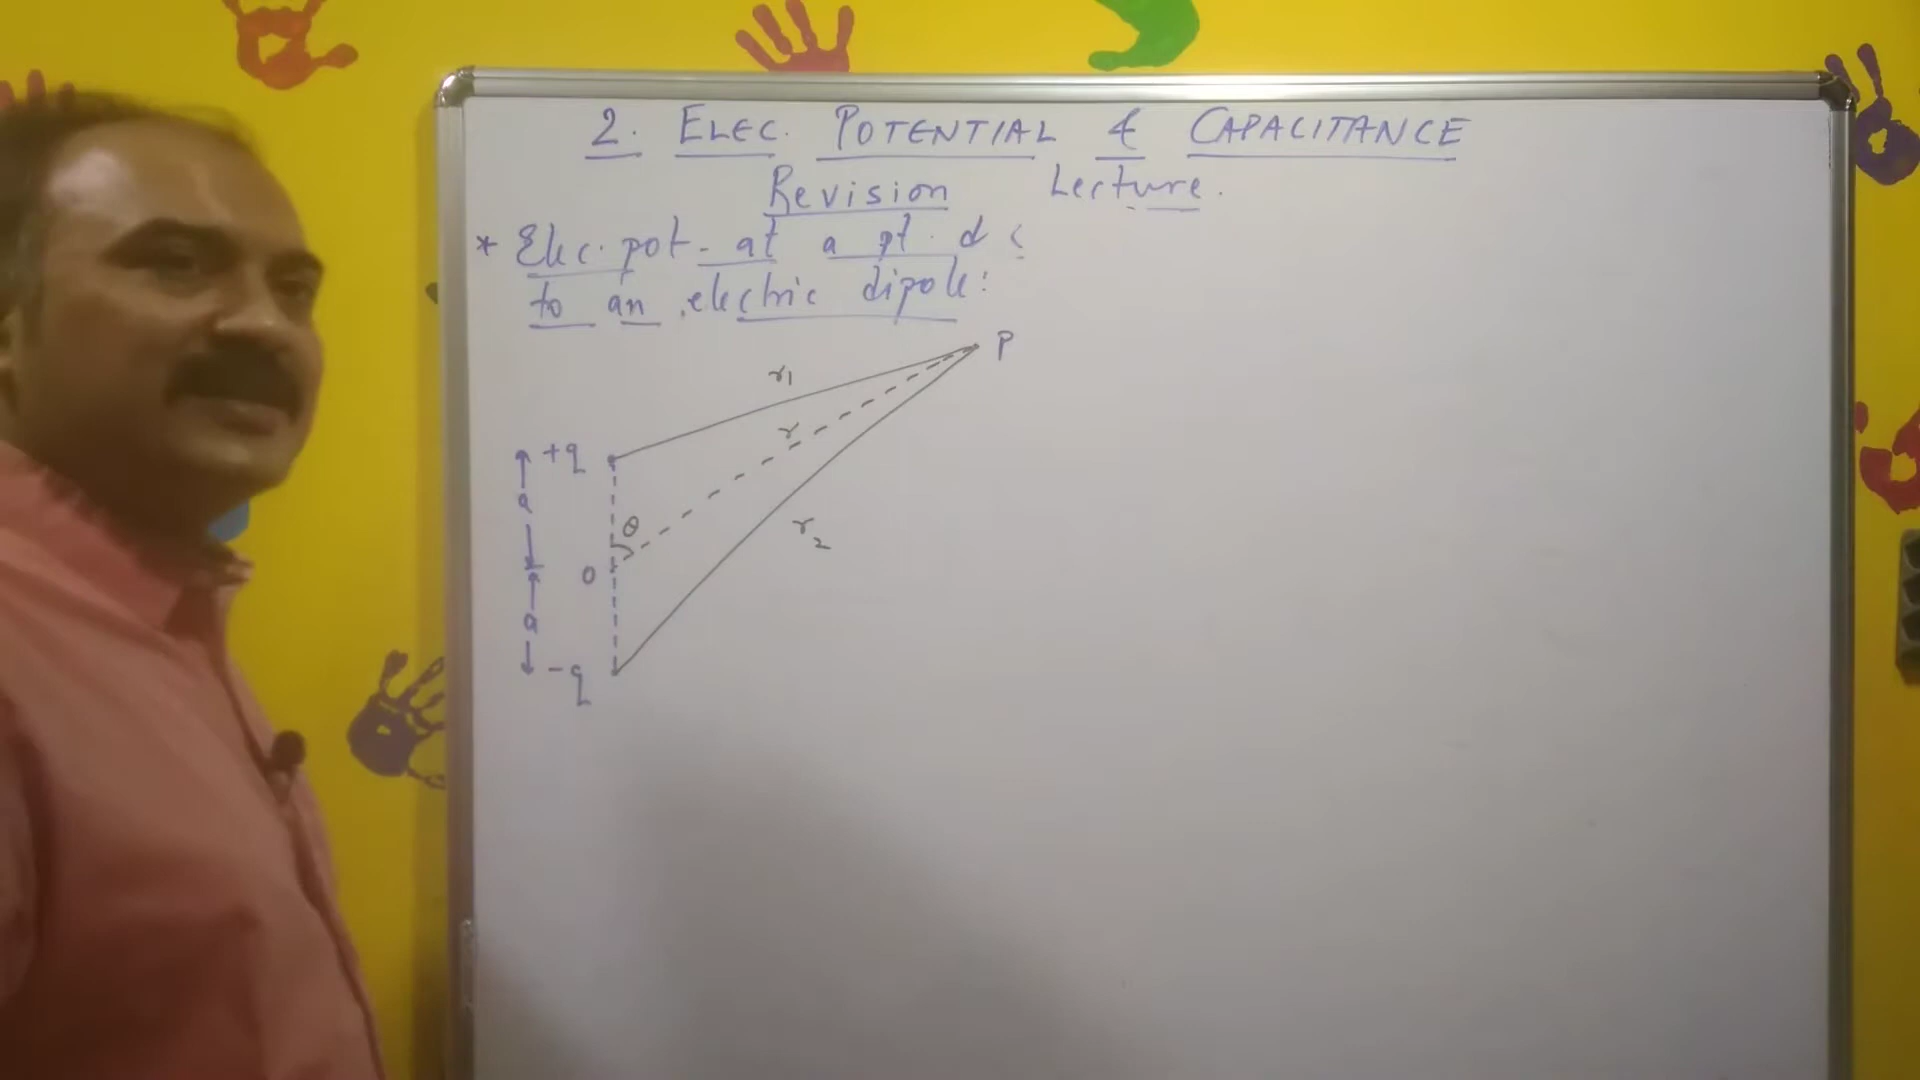 2. ELEC. POTENTIAL & CAPACITANCE
Revision Lecture.
* Elec. pot. at a pt. d
to an electric dipole:
P
r1
r
+q
a
θ
r2
O
a
-q